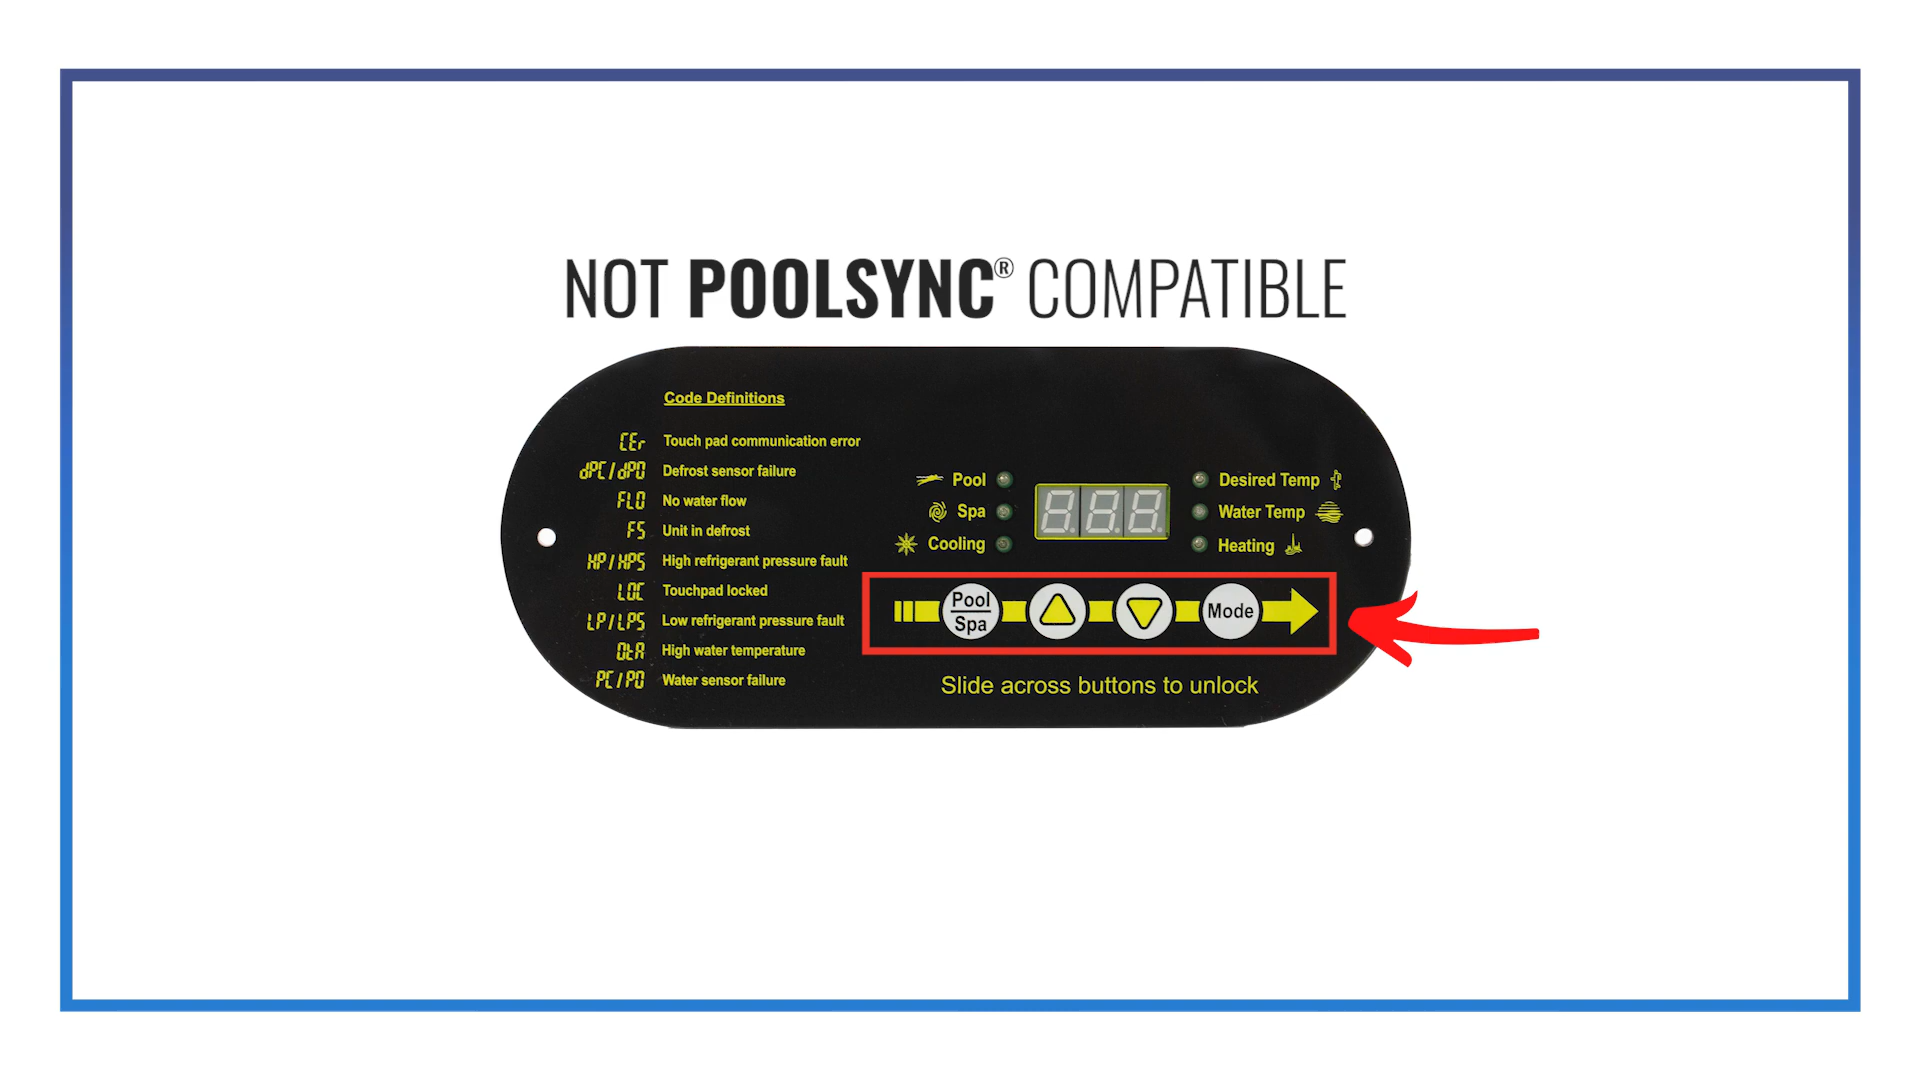 NOT POOLSYNC® COMPATIBLE
Code Definitions
CEr Touch pad communication error
dPC/dPO Defrost sensor failure
FLO No water flow
FS Unit in defrost
HP/HPS High refrigerant pressure fault
LOC Touchpad locked
LP/LPS Low refrigerant pressure fault
OtA High water temperature
PC/PO Water sensor failure
Pool
Spa
Cooling
8.8.8.
Desired Temp
Water Temp
Heating
Pool
Spa
Mode
Slide across buttons to unlock